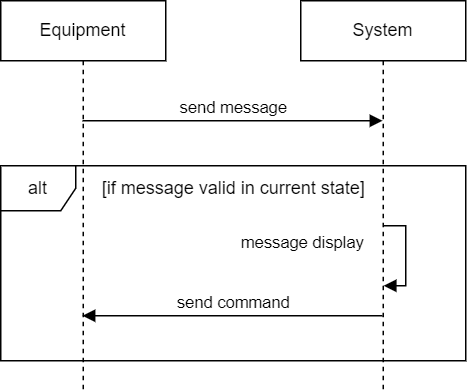 Equipment
System
send message
alt
[if message valid in current state]
message display
send command